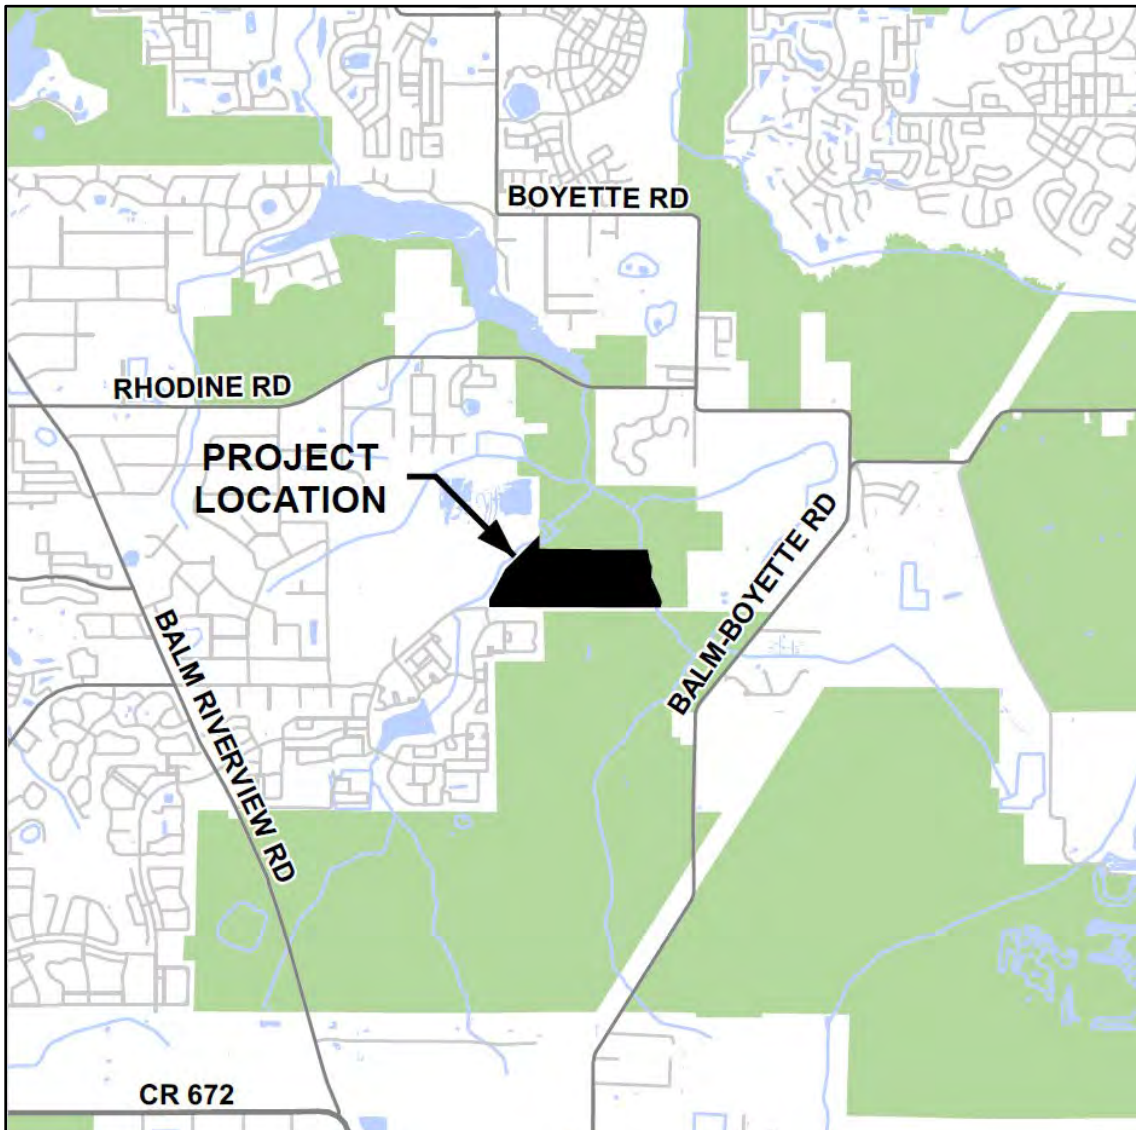 BOYETTE RD
RHODINE RD
PROJECT
LOCATION
BALM-BOYETTE RD
BALM RIVERVIEW RD
CR 672